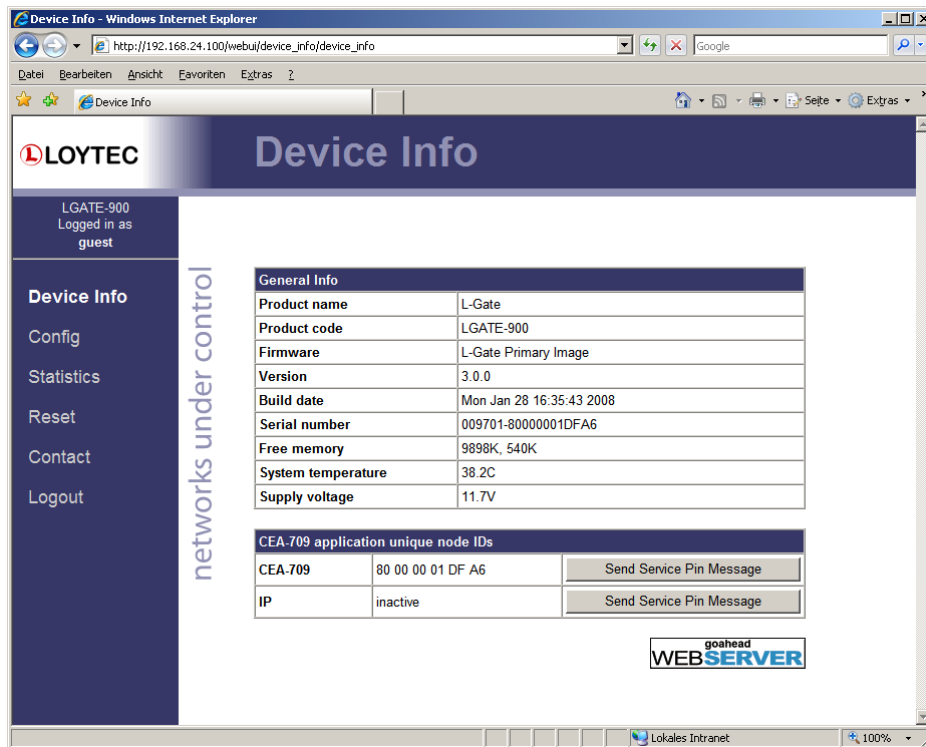 Device Info - Windows Internet Explorer
http://192.168.24.100/webui/device_info/device_info
Google
Datei Bearbeiten Ansicht Favoriten Extras ?
Device Info
Seite Extras
LOYTEC
Device Info
LGATE-900
Logged in as
guest
Device Info
Config
Statistics
Reset
Contact
Logout
networks under control
General Info
Product name L-Gate
Product code LGATE-900
Firmware L-Gate Primary Image
Version 3.0.0
Build date Mon Jan 28 16:35:43 2008
Serial number 009701-80000001DFA6
Free memory 9898K, 540K
System temperature 38.2C
Supply voltage 11.7V
CEA-709 application unique node IDs
CEA-709 80 00 00 01 DF A6 Send Service Pin Message
IP inactive Send Service Pin Message
goahead
WEBSERVER
Lokales Intranet 100%